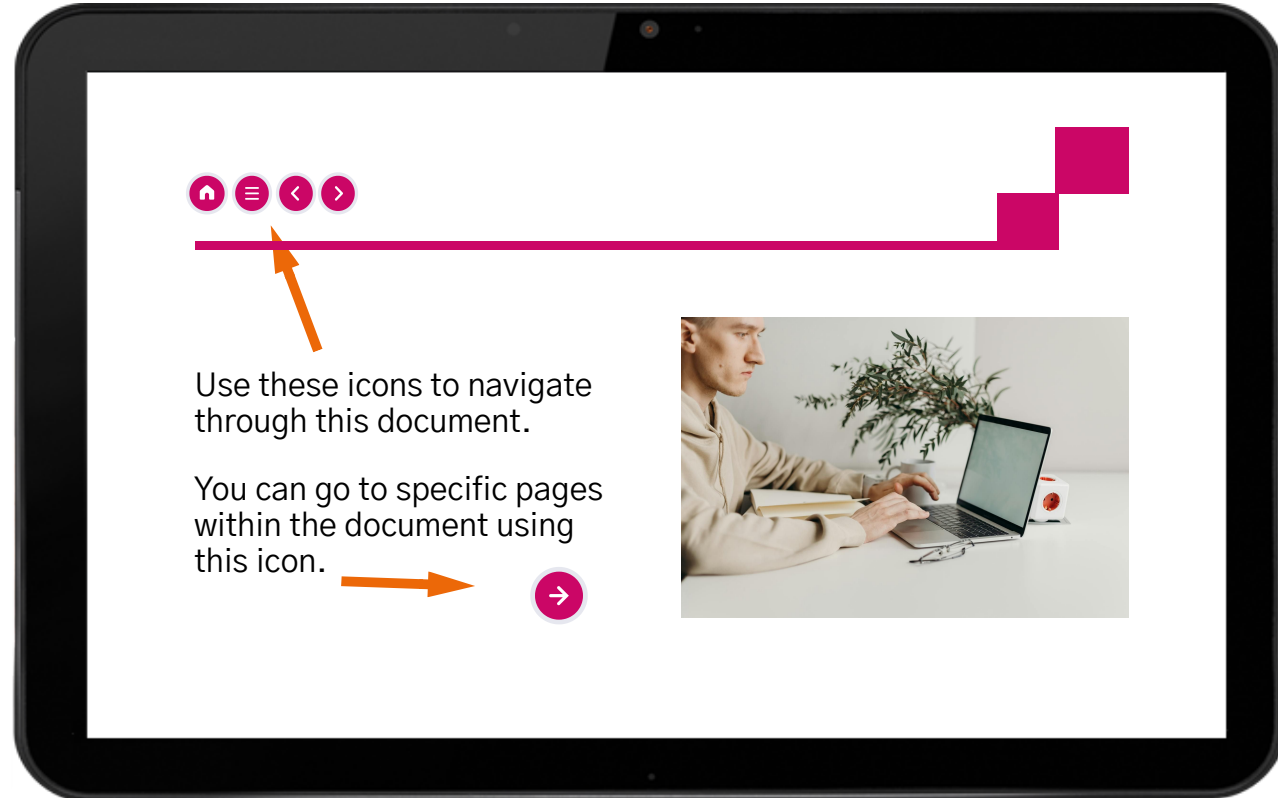 Use these icons to navigate
through this document.
You can go to specific pages
within the document using
this icon.